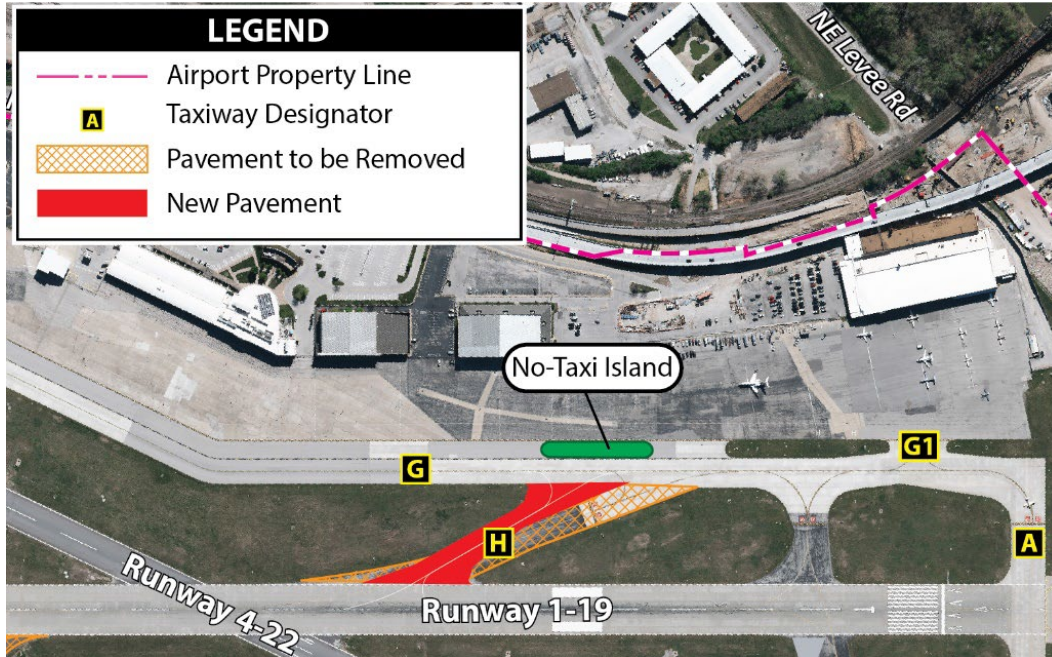 LEGEND
Airport Property Line
A
Taxiway Designator
Pavement to be Removed
New Pavement
NE Levee Rd
No-Taxi Island
G
G1
H
A
Runway 4-22
Runway 1-19